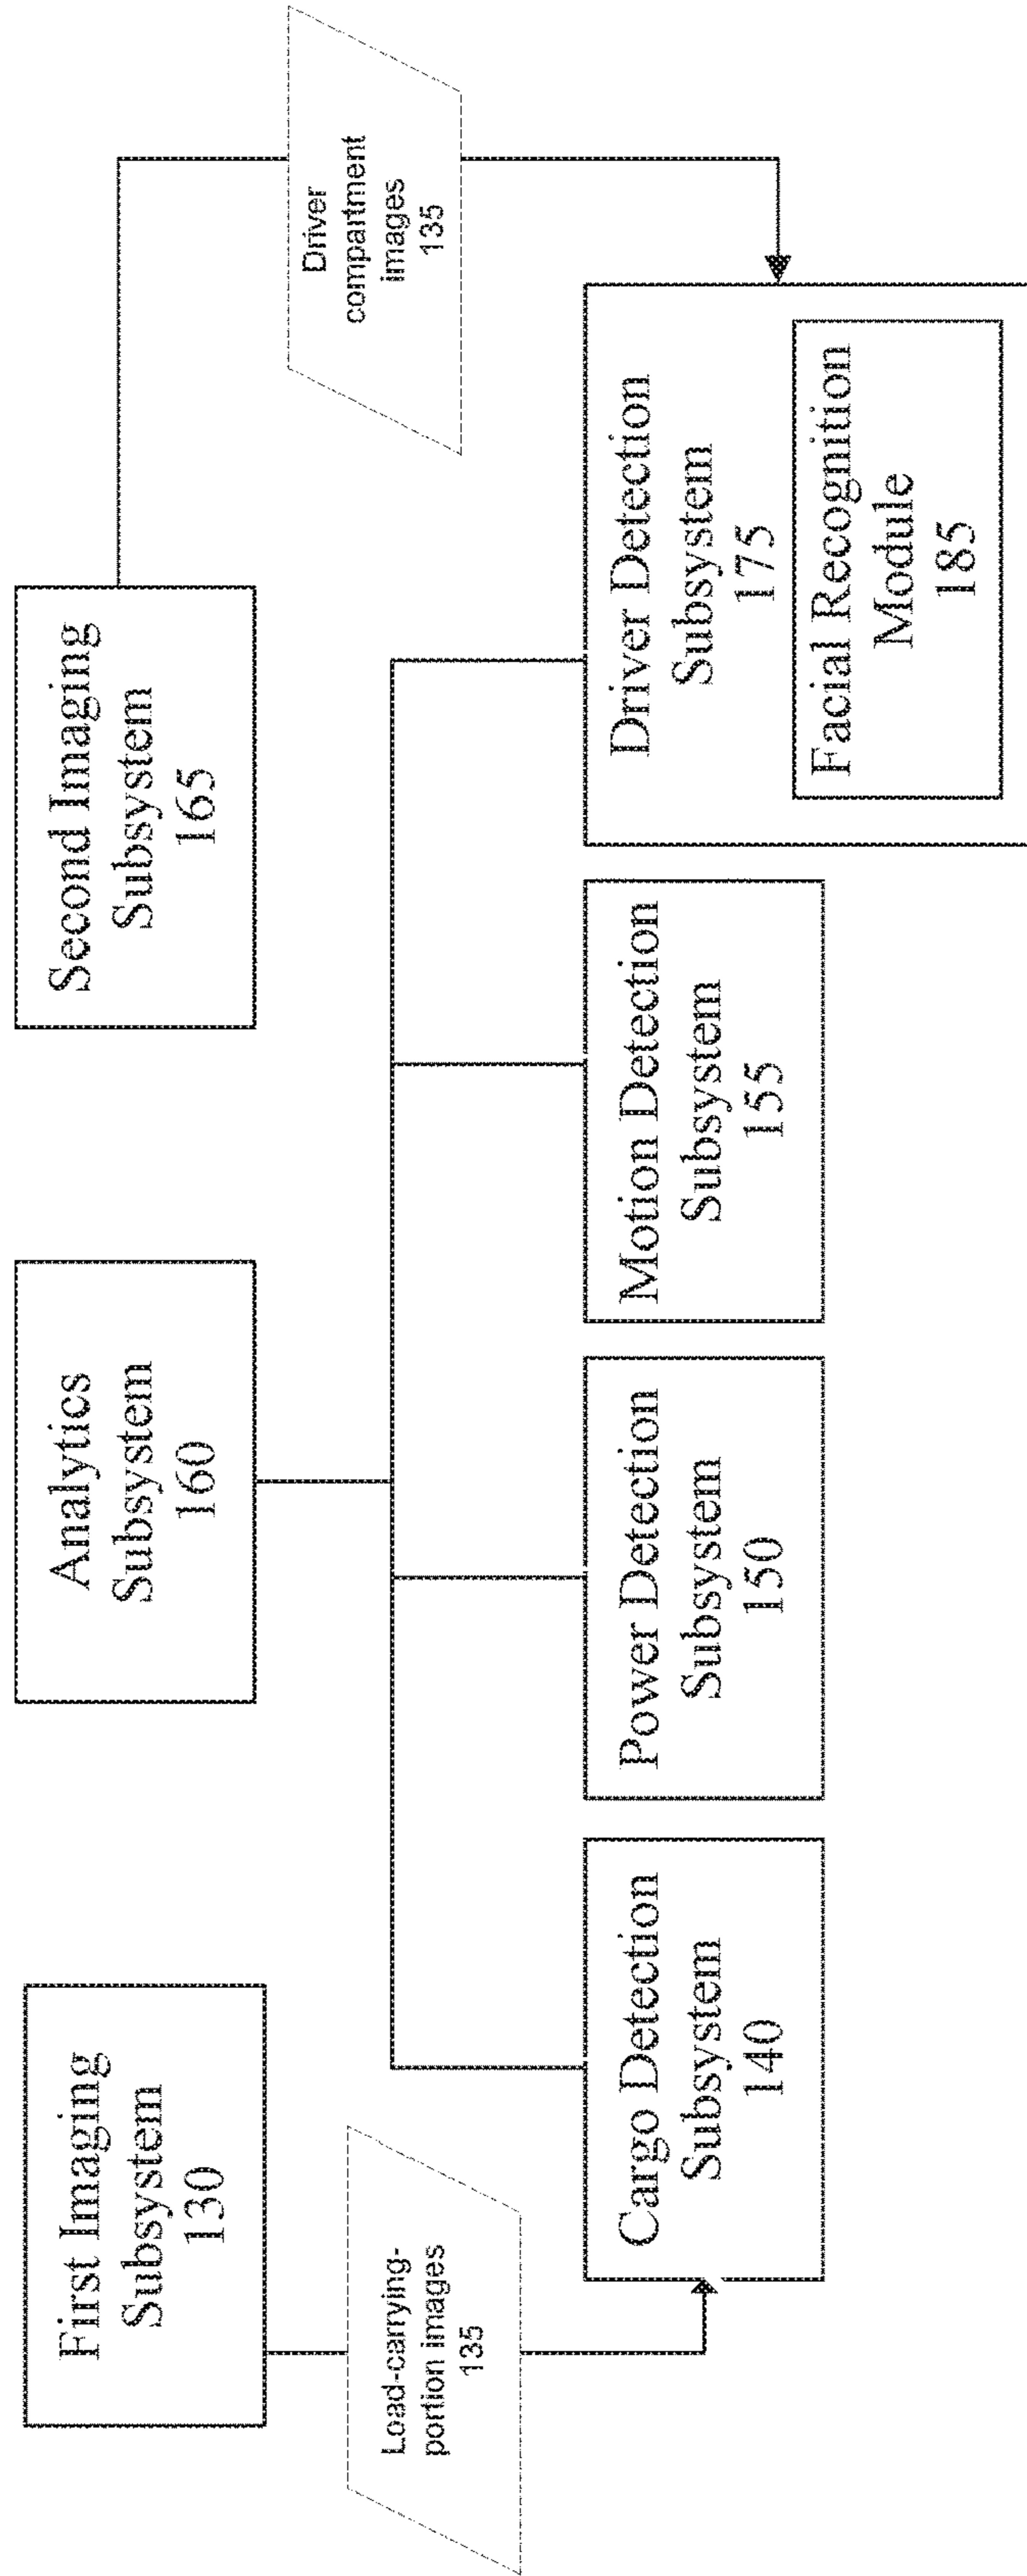 First Imaging
Subsystem
130
Analytics
Subsystem
160
Second Imaging
Subsystem
165
Load-carrying-
portion images
135
Driver
compartment
images
135
Cargo Detection
Subsystem
140
Power Detection
Subsystem
150
Motion Detection
Subsystem
155
Driver Detection
Subsystem
175
Facial Recognition
Module
185